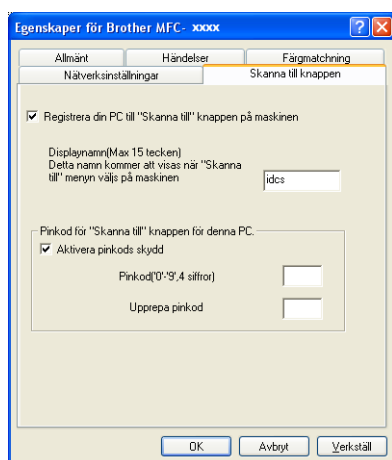 Egenskaper för Brother MFC- xxxx
Allmänt Händelser Färgmatchning
Nätverksinställningar Skanna till knappen
Registrera din PC till "Skanna till" knappen på maskinen
Displaynamn(Max 15 tecken)
Detta namn kommer att visas när "Skanna
till" menyn väljs på maskinen
idcs
Pinkod för "Skanna till" knappen för denna PC.
Aktivera pinkods skydd
Pinkod('0'-'9',4 siffror)
Upprepa pinkod
OK Avbryt Verkställ